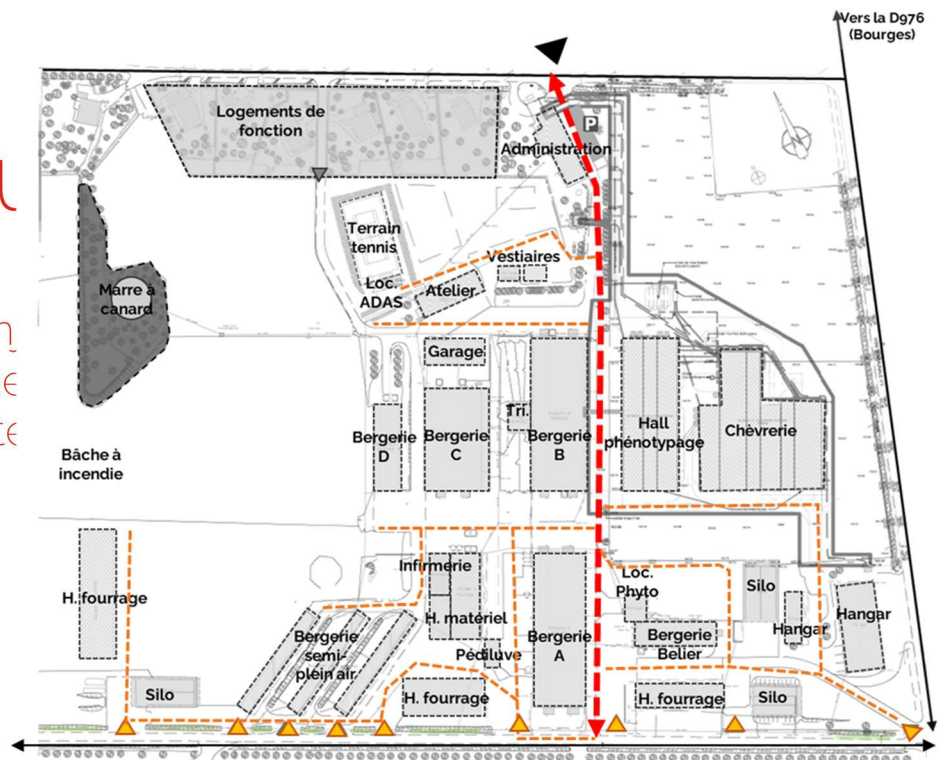 Vers la D976
(Bourges)
Logements de
fonction
P
Administration
Terrain
tennis
Vestiaires
Loc.
ADAS
Atelier
Marre à
canard
Garage
Tri.
Bergerie
D
Bergerie
C
Bergerie
B
Hall
phénotypage
Chèvrerie
Bâche à
incendie
Infirmerie
Loc.
Phyto
Silo
H. fourrage
H. matériel
Hangar
Hangar
Bergerie
semi-
plein air
Pédiluve
Bergerie
A
Bergerie
Belier
Silo
H. fourrage
H. fourrage
Silo